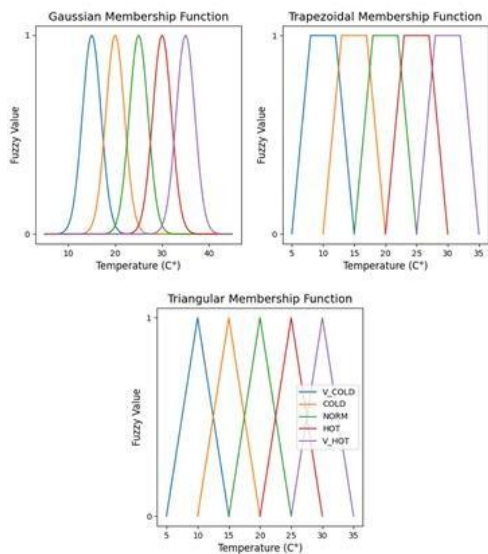 Gaussian Membership Function
1
Fuzzy Value
0
10 20 30 40
Temperature (C°)
Trapezoidal Membership Function
1
Fuzzy Value
0
5 10 15 20 25 30 35
Temperature (C°)
Triangular Membership Function
1
Fuzzy Value
V_COLD
COLD
NORM
HOT
V_HOT
0
5 10 15 20 25 30 35
Temperature (C°)